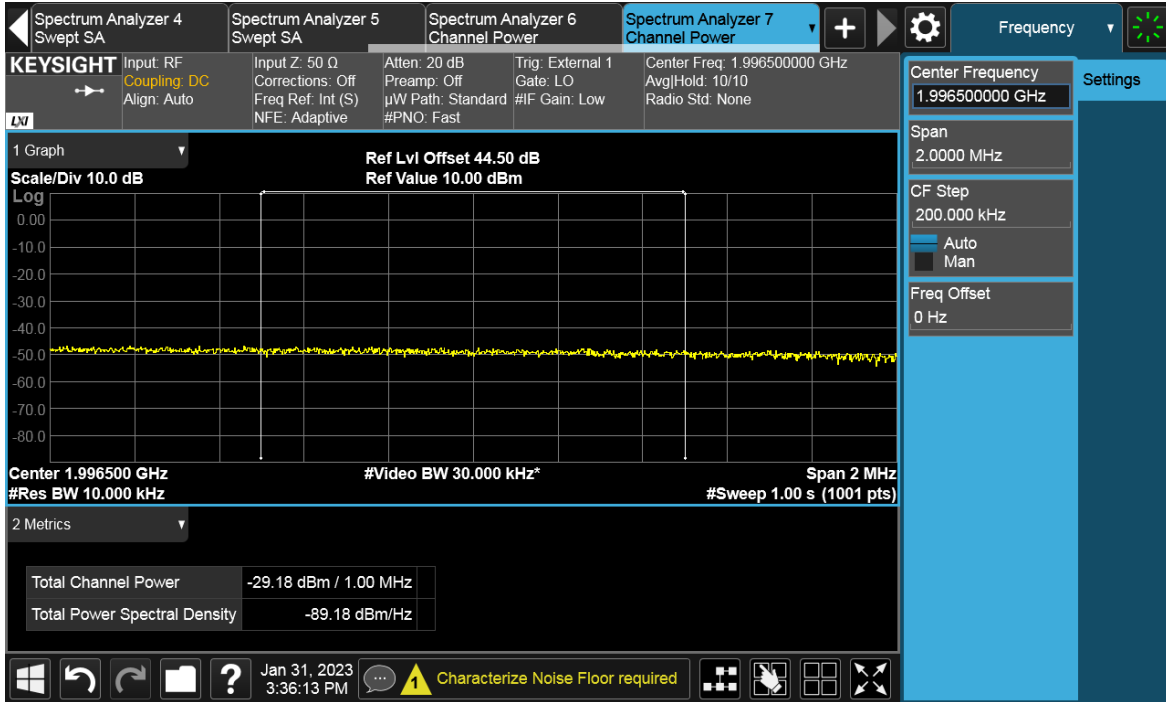 Spectrum Analyzer 4
Swept SA
Spectrum Analyzer 5
Swept SA
Spectrum Analyzer 6
Channel Power
Spectrum Analyzer 7
Channel Power
+
Frequency
KEYSIGHT
LXI
Input: RF
Coupling: DC
Align: Auto
Input Z: 50 Ω
Corrections: Off
Freq Ref: Int (S)
NFE: Adaptive
Atten: 20 dB
Preamp: Off
µW Path: Standard
#PNO: Fast
Trig: External 1
Gate: LO
#IF Gain: Low
Center Freq: 1.996500000 GHz
Avg|Hold: 10/10
Radio Std: None
Center Frequency
1.996500000 GHz
Settings
Span
2.0000 MHz
CF Step
200.000 kHz
Auto
Man
Freq Offset
0 Hz
1 Graph
Scale/Div 10.0 dB
Ref Lvl Offset 44.50 dB
Ref Value 10.00 dBm
Log
0.00
-10.0
-20.0
-30.0
-40.0
-50.0
-60.0
-70.0
-80.0
Center 1.996500 GHz
#Video BW 30.000 kHz*
Span 2 MHz
#Res BW 10.000 kHz
#Sweep 1.00 s (1001 pts)
2 Metrics
Total Channel Power -29.18 dBm / 1.00 MHz
Total Power Spectral Density -89.18 dBm/Hz
?
Jan 31, 2023
3:36:13 PM
1
Characterize Noise Floor required